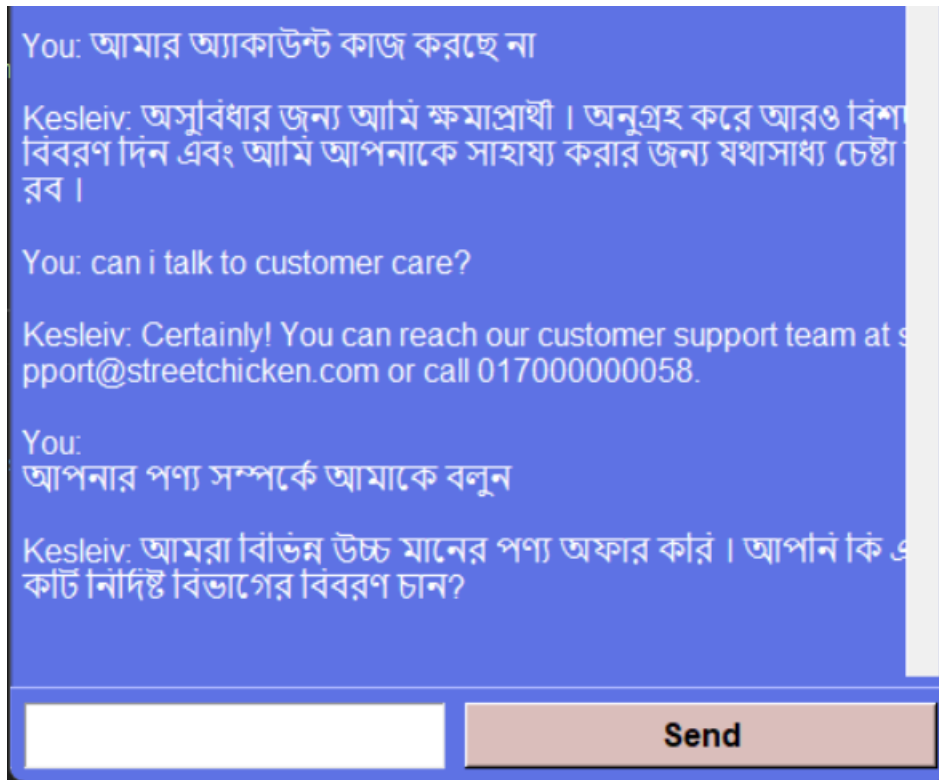 You: আমার অ্যাকাউন্ট কাজ করছে না
Kesleiv: অসুবিধার জন্য আমি ক্ষমাপ্রার্থী । অনুগ্রহ করে আরও
বিবরণ দিন এবং আমি আপনাকে সাহায্য করার জন্য যথাসাধ্য চেষ্টা
রব ।
You: can i talk to customer care?
Kesleiv: Certainly! You can reach our customer support team at s
pport@streetchicken.com or call 017000000058.
You:
আপনার পণ্য সম্পর্কে আমাকে বলুন
Kesleiv: আমরা বিভিন্ন উচ্চ মানের পণ্য অফার করি । আপনি কি এ
কটি নির্দিষ্ট বিভাগের বিবরণ চান?
Send